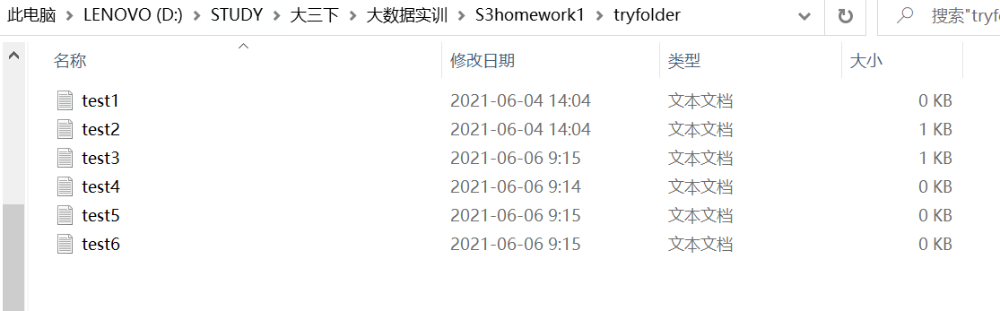 此电脑 > LENOVO (D:) > STUDY > 大三下 > 大数据实训 > S3homework1 > tryfolder 搜索"tryf
名称 修改日期 类型 大小
test1 2021-06-04 14:04 文本文档 0 KB
test2 2021-06-04 14:04 文本文档 1 KB
test3 2021-06-06 9:15 文本文档 1 KB
test4 2021-06-06 9:14 文本文档 0 KB
test5 2021-06-06 9:15 文本文档 0 KB
test6 2021-06-06 9:15 文本文档 0 KB